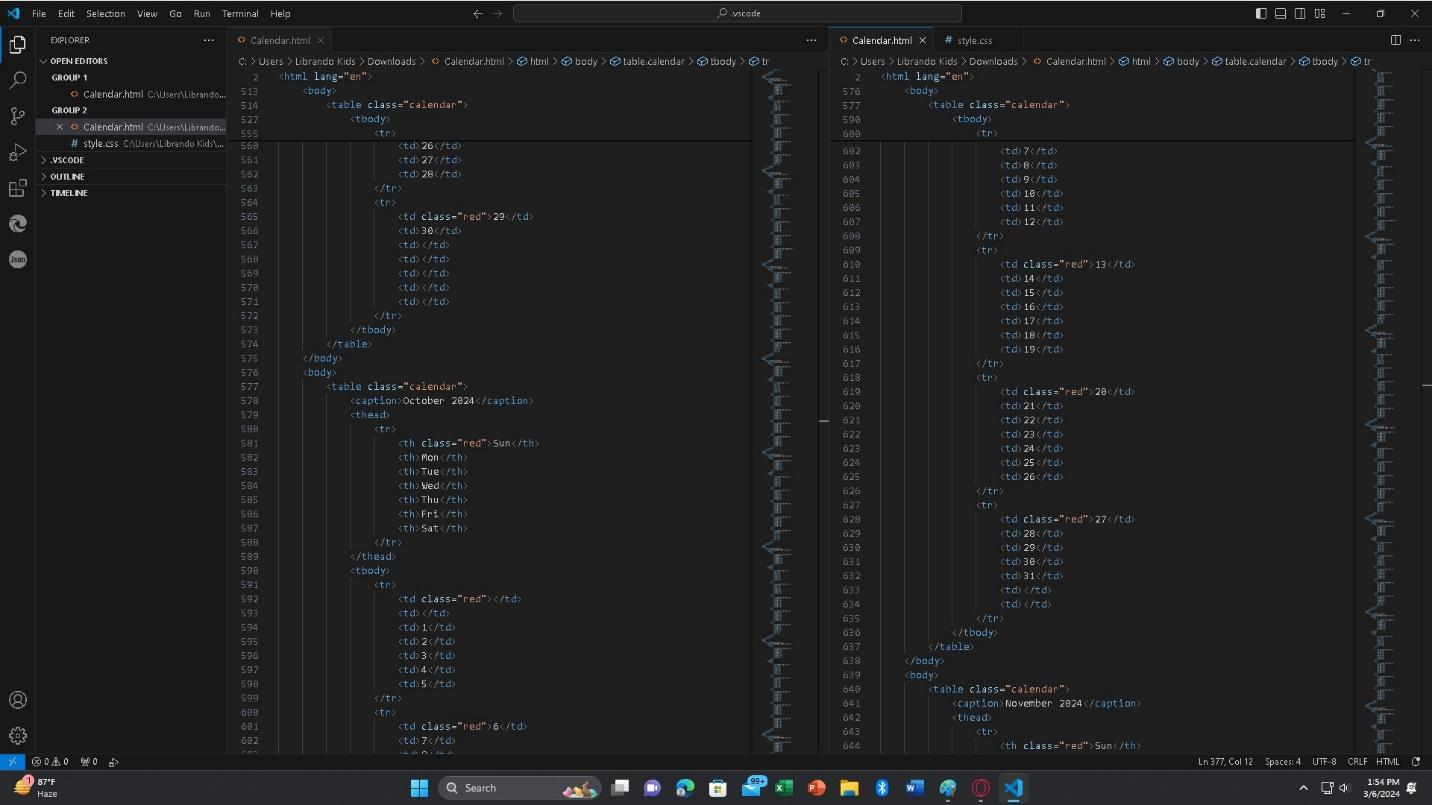 File Edit Selection View Go Run Terminal Help
.vscode
EXPLORER
OPEN EDITORS
GROUP 1
Calendar.html C:\Users\Librando...
GROUP 2
Calendar.html C:\Users\Librando...
style.css C:\Users\Librando Kids\...
.VSCODE
OUTLINE
TIMELINE
Json
Calendar.html
C: > Users > Librando Kids > Downloads > Calendar.html > html > body > table.calendar > tbody > tr
2 <html lang="en">
513 <body>
514 <table class="calendar">
527 <tbody>
555 <tr>
560 <td>26</td>
561 <td>27</td>
562 <td>28</td>
563 </tr>
564 <tr>
565 <td class="red">29</td>
566 <td>30</td>
567 <td></td>
568 <td></td>
569 <td></td>
570 <td></td>
571 <td></td>
572 </tr>
573 </tbody>
574 </table>
575 </body>
576 <body>
577 <table class="calendar">
578 <caption>October 2024</caption>
579 <thead>
580 <tr>
581 <th class="red">Sun</th>
582 <th>Mon</th>
583 <th>Tue</th>
584 <th>Wed</th>
585 <th>Thu</th>
586 <th>Fri</th>
587 <th>Sat</th>
588 </tr>
589 </thead>
590 <tbody>
591 <tr>
592 <td class="red"></td>
593 <td></td>
594 <td>1</td>
595 <td>2</td>
596 <td>3</td>
597 <td>4</td>
598 <td>5</td>
599 </tr>
600 <tr>
601 <td class="red">6</td>
602 <td>7</td>
Calendar.html style.css
C: > Users > Librando Kids > Downloads > Calendar.html > html > body > table.calendar > tbody > tr
2 <html lang="en">
576 <body>
577 <table class="calendar">
590 <tbody>
600 <tr>
602 <td>7</td>
603 <td>8</td>
604 <td>9</td>
605 <td>10</td>
606 <td>11</td>
607 <td>12</td>
608 </tr>
609 <tr>
610 <td class="red">13</td>
611 <td>14</td>
612 <td>15</td>
613 <td>16</td>
614 <td>17</td>
615 <td>18</td>
616 <td>19</td>
617 </tr>
618 <tr>
619 <td class="red">20</td>
620 <td>21</td>
621 <td>22</td>
622 <td>23</td>
623 <td>24</td>
624 <td>25</td>
625 <td>26</td>
626 </tr>
627 <tr>
628 <td class="red">27</td>
629 <td>28</td>
630 <td>29</td>
631 <td>30</td>
632 <td>31</td>
633 <td></td>
634 <td></td>
635 </tr>
636 </tbody>
637 </table>
638 </body>
639 <body>
640 <table class="calendar">
641 <caption>November 2024</caption>
642 <thead>
643 <tr>
644 <th class="red">Sun</th>
0 0 0
Ln 377, Col 12 Spaces: 4 UTF-8 CRLF HTML
1
87°F
Haze
Search
99+
1:54 PM
3/6/2024